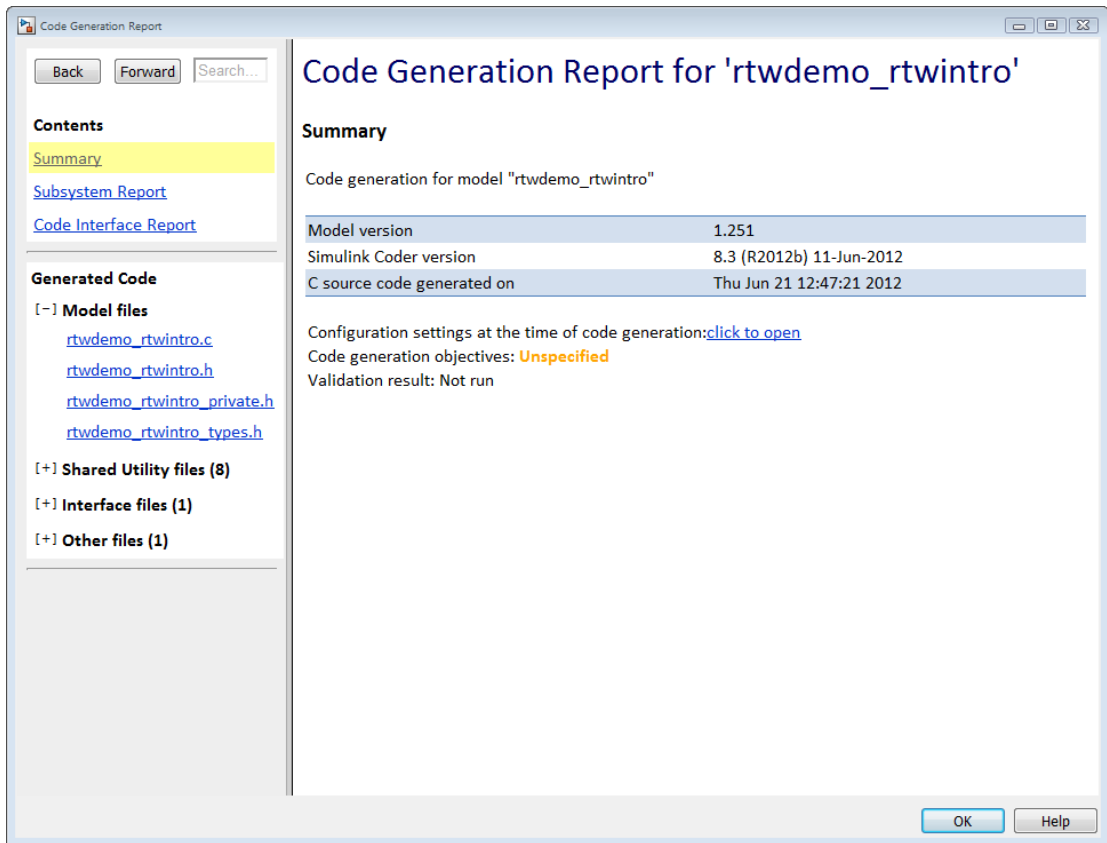 Code Generation Report
Back Forward Search...
Contents
Summary
Subsystem Report
Code Interface Report
Generated Code
[-] Model files
rtwdemo_rtwintro.c
rtwdemo_rtwintro.h
rtwdemo_rtwintro_private.h
rtwdemo_rtwintro_types.h
[+] Shared Utility files (8)
[+] Interface files (1)
[+] Other files (1)
Code Generation Report for 'rtwdemo_rtwintro'
Summary
Code generation for model "rtwdemo_rtwintro"
Model version 1.251
Simulink Coder version 8.3 (R2012b) 11-Jun-2012
C source code generated on Thu Jun 21 12:47:21 2012
Configuration settings at the time of code generation:click to open
Code generation objectives: Unspecified
Validation result: Not run
OK Help